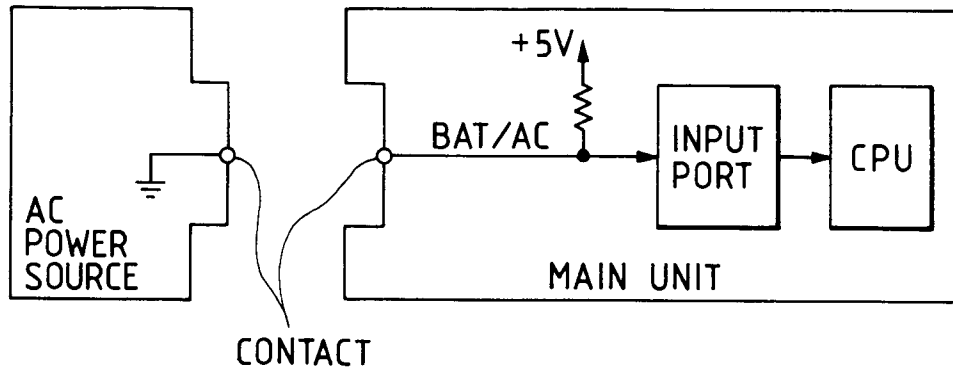 AC
POWER
SOURCE
CONTACT
+5V
BAT/AC
INPUT
PORT
CPU
MAIN UNIT